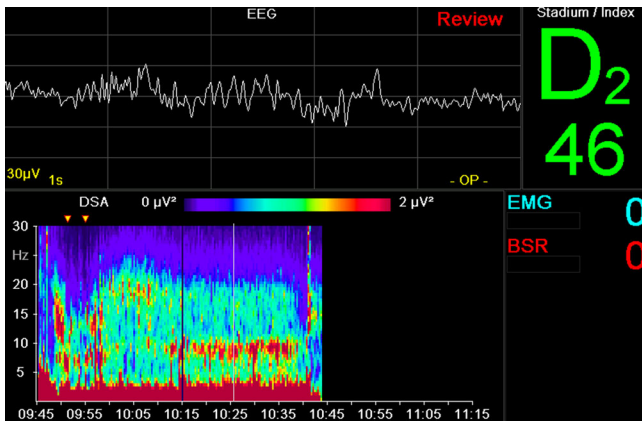 EEG
Review
Stadium / Index
D2
46
30µV 1s
- OP -
DSA 0 µV² 2 µV²
EMG 0
BSR 0
30
Hz
20
15
10
5
09:45 09:55 10:05 10:15 10:25 10:35 10:45 10:55 11:05 11:15